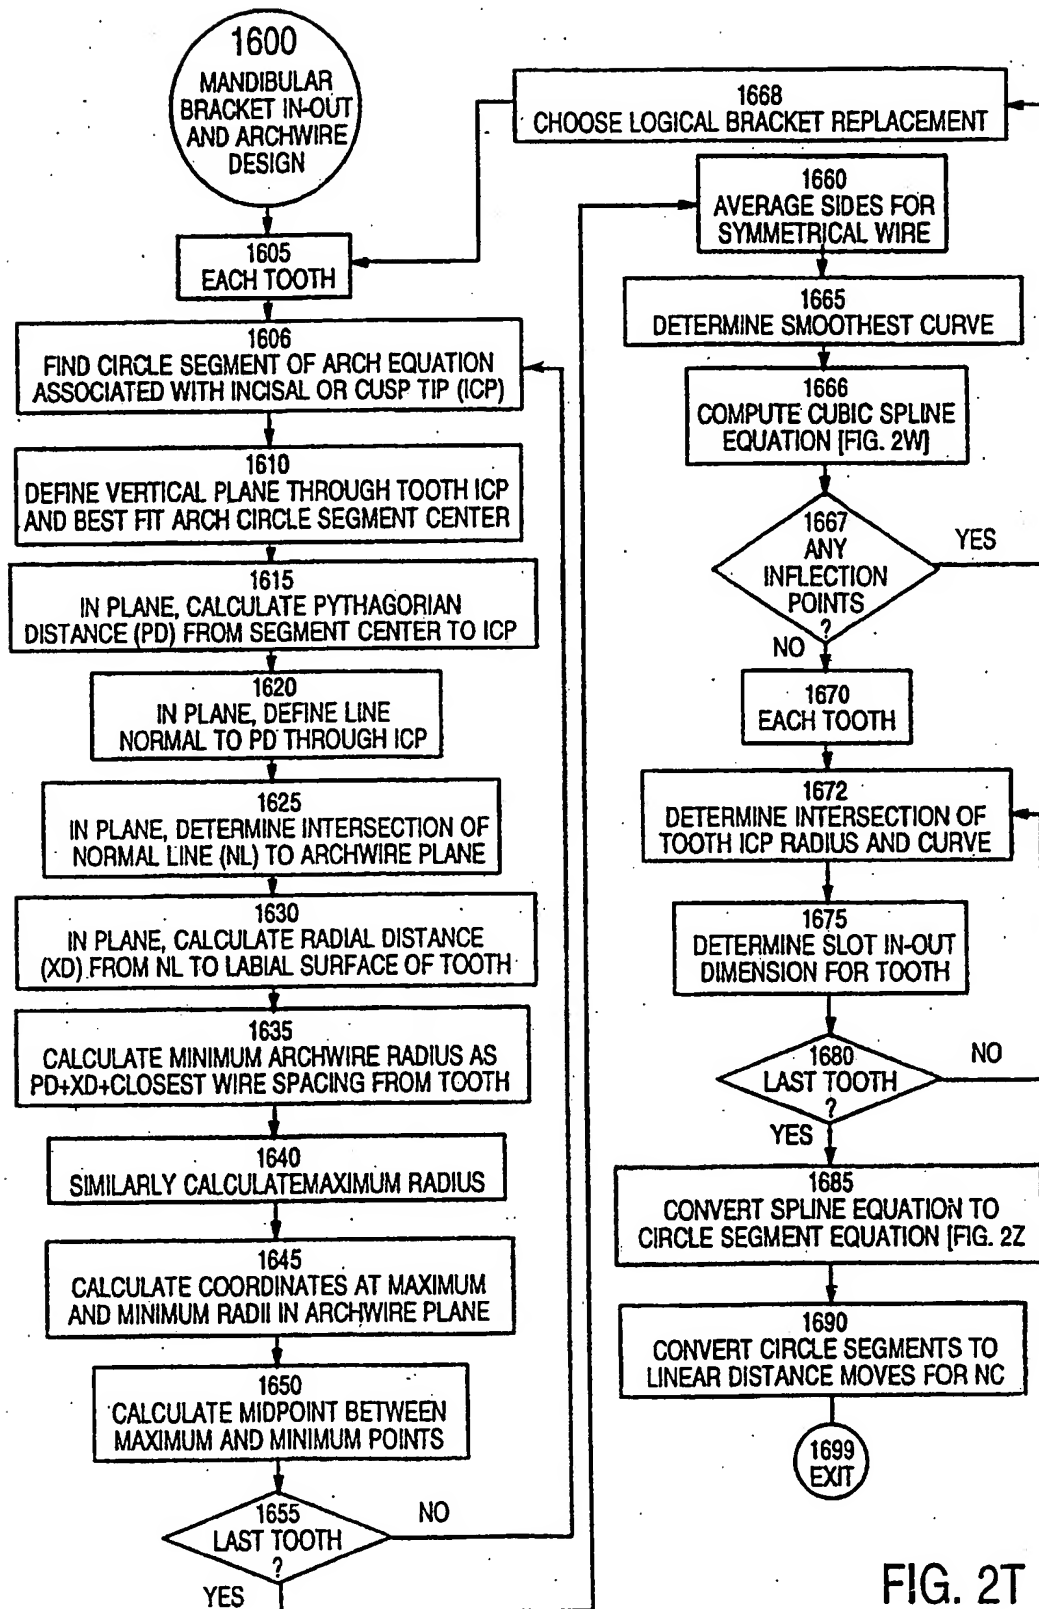 1600
MANDIBULAR
BRACKET IN-OUT
AND ARCHWIRE
DESIGN
1605
EACH TOOTH
1606
FIND CIRCLE SEGMENT OF ARCH EQUATION
ASSOCIATED WITH INCISAL OR CUSP TIP (ICP)
1610
DEFINE VERTICAL PLANE THROUGH TOOTH ICP
AND BEST FIT ARCH CIRCLE SEGMENT CENTER
1615
IN PLANE, CALCULATE PYTHAGORIAN
DISTANCE (PD) FROM SEGMENT CENTER TO ICP
1620
IN PLANE, DEFINE LINE
NORMAL TO PD THROUGH ICP
1625
IN PLANE, DETERMINE INTERSECTION OF
NORMAL LINE (NL) TO ARCHWIRE PLANE
1630
IN PLANE, CALCULATE RADIAL DISTANCE
(XD) FROM NL TO LABIAL SURFACE OF TOOTH
1635
CALCULATE MINIMUM ARCHWIRE RADIUS AS
PD+XD+CLOSEST WIRE SPACING FROM TOOTH
1640
SIMILARLY CALCULATEMAXIMUM RADIUS
1645
CALCULATE COORDINATES AT MAXIMUM
AND MINIMUM RADII IN ARCHWIRE PLANE
1650
CALCULATE MIDPOINT BETWEEN
MAXIMUM AND MINIMUM POINTS
1655
LAST TOOTH
?
NO
YES
1668
CHOOSE LOGICAL BRACKET REPLACEMENT
1660
AVERAGE SIDES FOR
SYMMETRICAL WIRE
1665
DETERMINE SMOOTHEST CURVE
1666
COMPUTE CUBIC SPLINE
EQUATION [FIG. 2W]
1667
ANY
INFLECTION
POINTS
?
YES
NO
1670
EACH TOOTH
1672
DETERMINE INTERSECTION OF
TOOTH ICP RADIUS AND CURVE
1675
DETERMINE SLOT IN-OUT
DIMENSION FOR TOOTH
1680
LAST TOOTH
?
NO
YES
1685
CONVERT SPLINE EQUATION TO
CIRCLE SEGMENT EQUATION [FIG. 2Z
1690
CONVERT CIRCLE SEGMENTS TO
LINEAR DISTANCE MOVES FOR NC
1699
EXIT
FIG. 2T